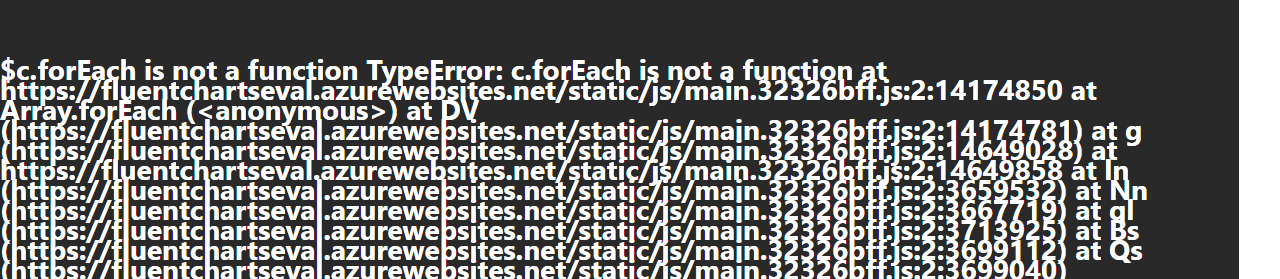 $c.forEach is not a function TypeError: c.forEach is not a function at
https://fluentchartseval.azurewebsites.net/static/js/main.32326bff.js:2:14174850 at
Array.forEach (<anonymous>) at DV
(https://fluentchartseval.azurewebsites.net/static/js/main.32326bff.js:2:14174781) at g
(https://fluentchartseval.azurewebsites.net/static/js/main.32326bff.js:2:14649028) at
https://fluentchartseval.azurewebsites.net/static/js/main.32326bff.js:2:14649858 at In
(https://fluentchartseval.azurewebsites.net/static/js/main.32326bff.js:2:3659532) at Nn
(https://fluentchartseval.azurewebsites.net/static/js/main.32326bff.js:2:3667719) at ql
(https://fluentchartseval.azurewebsites.net/static/js/main.32326bff.js:2:3713925) at Bs
(https://fluentchartseval.azurewebsites.net/static/js/main.32326bff.js:2:3699112) at Qs
(https://fluentchartseval.azurewebsites.net/static/js/main.32326bff.js:2:3699040)